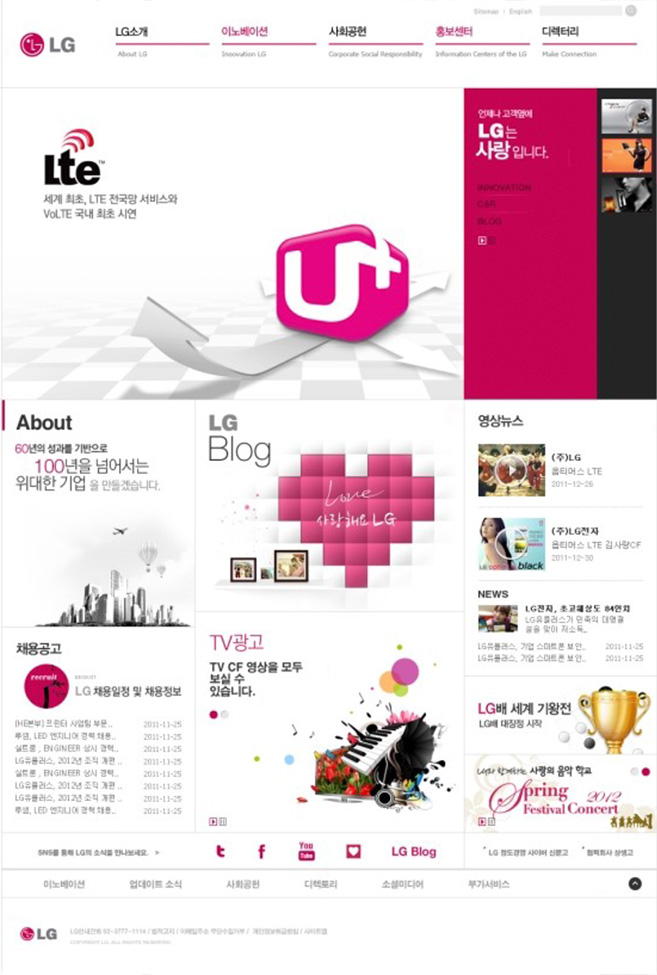 Sitemap | English
LG
LG소개
이노베이션
사회공헌
홍보센터
디렉터리
About LG
Innovation LG
Corporate Social Responsibility
Information Centers of the LG
Make Connection
Lte™
세계 최초, LTE 전국망 서비스와
VoLTE 국내 최초 시연
U+
언제나 고객옆에
LG는
사랑 입니다.
INNOVATION
CSR
BLOG
About
60년의 성과를 기반으로
100년을 넘어서는
위대한 기업 을 만들겠습니다.
LG
Blog
Love
사랑해요 LG
영상뉴스
(주)LG
옵티머스 LTE
2011-12-26
(주)LG전자
옵티머스 LTE 김사랑CF
2011-12-30
black
NEWS
LG전자, 초고해상도 84인치
LG유플러스가 민족의 대명절
설을 맞아 저소득..
LG유플러스, 기업 스마트폰 보안.. 2011-11-25
LG유플러스, 기업 스마트폰 보안.. 2011-11-25
채용공고
recruit
RECRUIT
LG 채용일정 및 채용정보
[HE본부] 프린터 사업팀 부문.. 2011-11-25
루셈, LED 엔지니어 경력 채용.. 2011-11-25
실트론, ENGINEER 상시 경력.. 2011-11-25
LG유플러스, 2012년 조직 개편 .. 2011-11-25
실트론, ENGINEER 상시 경력.. 2011-11-25
LG유플러스, 2012년 조직 개편 .. 2011-11-25
LG유플러스, 2012년 조직 개편 .. 2011-11-25
루셈, LED 엔지니어 경력 채용.. 2011-11-25
TV광고
TV CF 영상을 모두
보실 수
있습니다.
LG배 세계 기왕전
LG배 대장정 시작
LG와 함께하는 사랑의 음악 학교
Spring 2012
Festival Concert
SNS를 통해 LG의 소식을 만나보세요. >
You
Tube
LG Blog
LG 정도경영 사이버 신문고
협력회사 상생고
이노베이션
업데이트 소식
사회공헌
디렉토리
소셜미디어
부가서비스
LG
LG안내전화 02-3777-1114 / 법적고지 / 이메일주소 무단수집거부 / 개인정보취급방침 / 사이트맵
COPYRIGHT LG. ALL RIGHTS RESERVED.